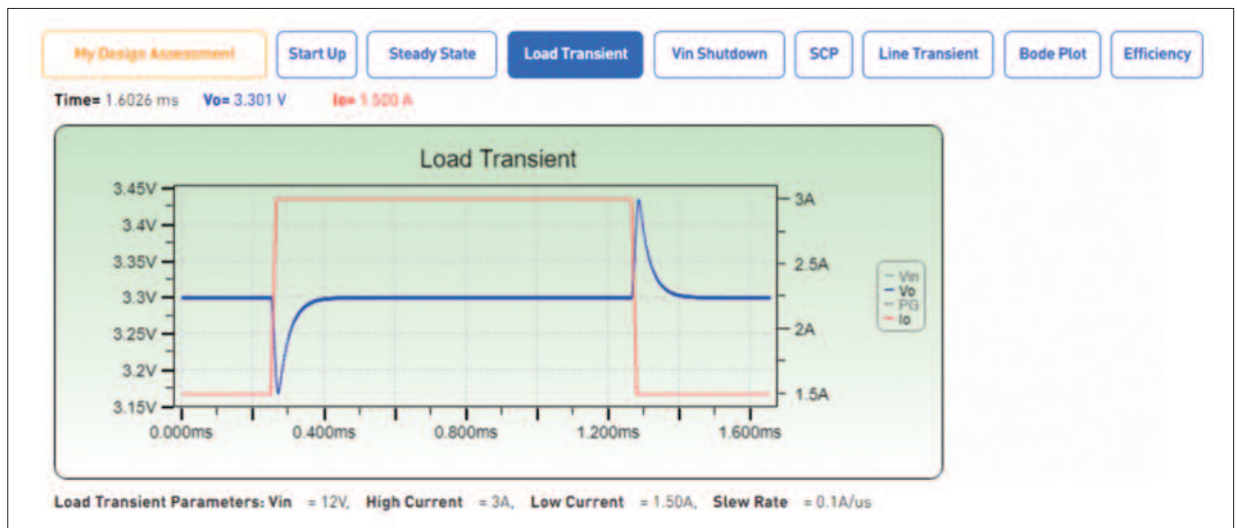 My Design Assessment Start Up Steady State Load Transient Vin Shutdown SCP Line Transient Bode Plot Efficiency
Time= 1.6026 ms Vo= 3.301 V Io= 1.500 A
Load Transient
3.45V 3A
3.4V
3.35V 2.5A
3.3V
3.25V 2A
3.2V
3.15V 1.5A
Vin
Vo
PG
Io
0.000ms 0.400ms 0.800ms 1.200ms 1.600ms
Load Transient Parameters: Vin = 12V, High Current = 3A, Low Current = 1.50A, Slew Rate = 0.1A/us